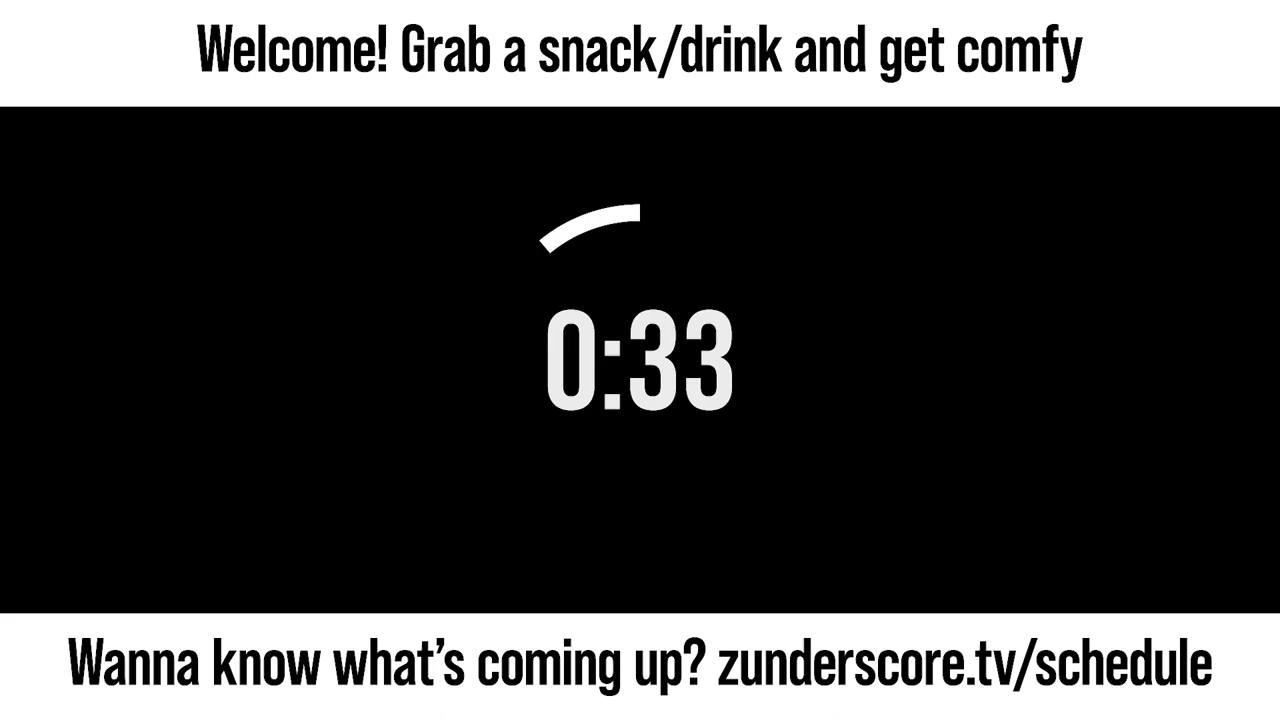 Welcome! Grab a snack/drink and get comfy
0:33
Wanna know what’s coming up? zunderscore.tv/schedule